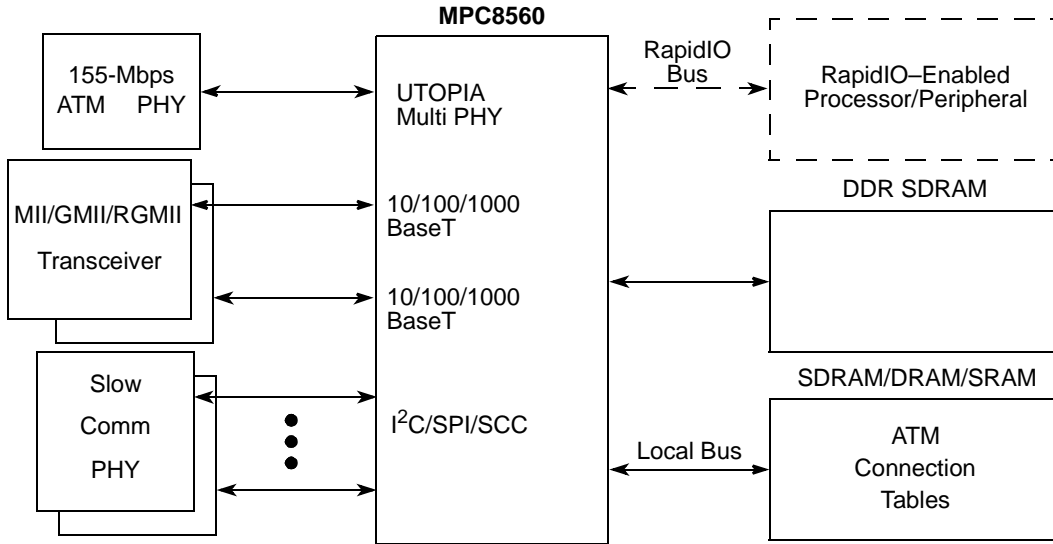 MPC8560
155-Mbps
ATM PHY
UTOPIA
Multi PHY
RapidIO
Bus
RapidIO–Enabled
Processor/Peripheral
MII/GMII/RGMII
Transceiver
10/100/1000
BaseT
10/100/1000
BaseT
DDR SDRAM
Slow
Comm
PHY
I²C/SPI/SCC
SDRAM/DRAM/SRAM
Local Bus
ATM
Connection
Tables